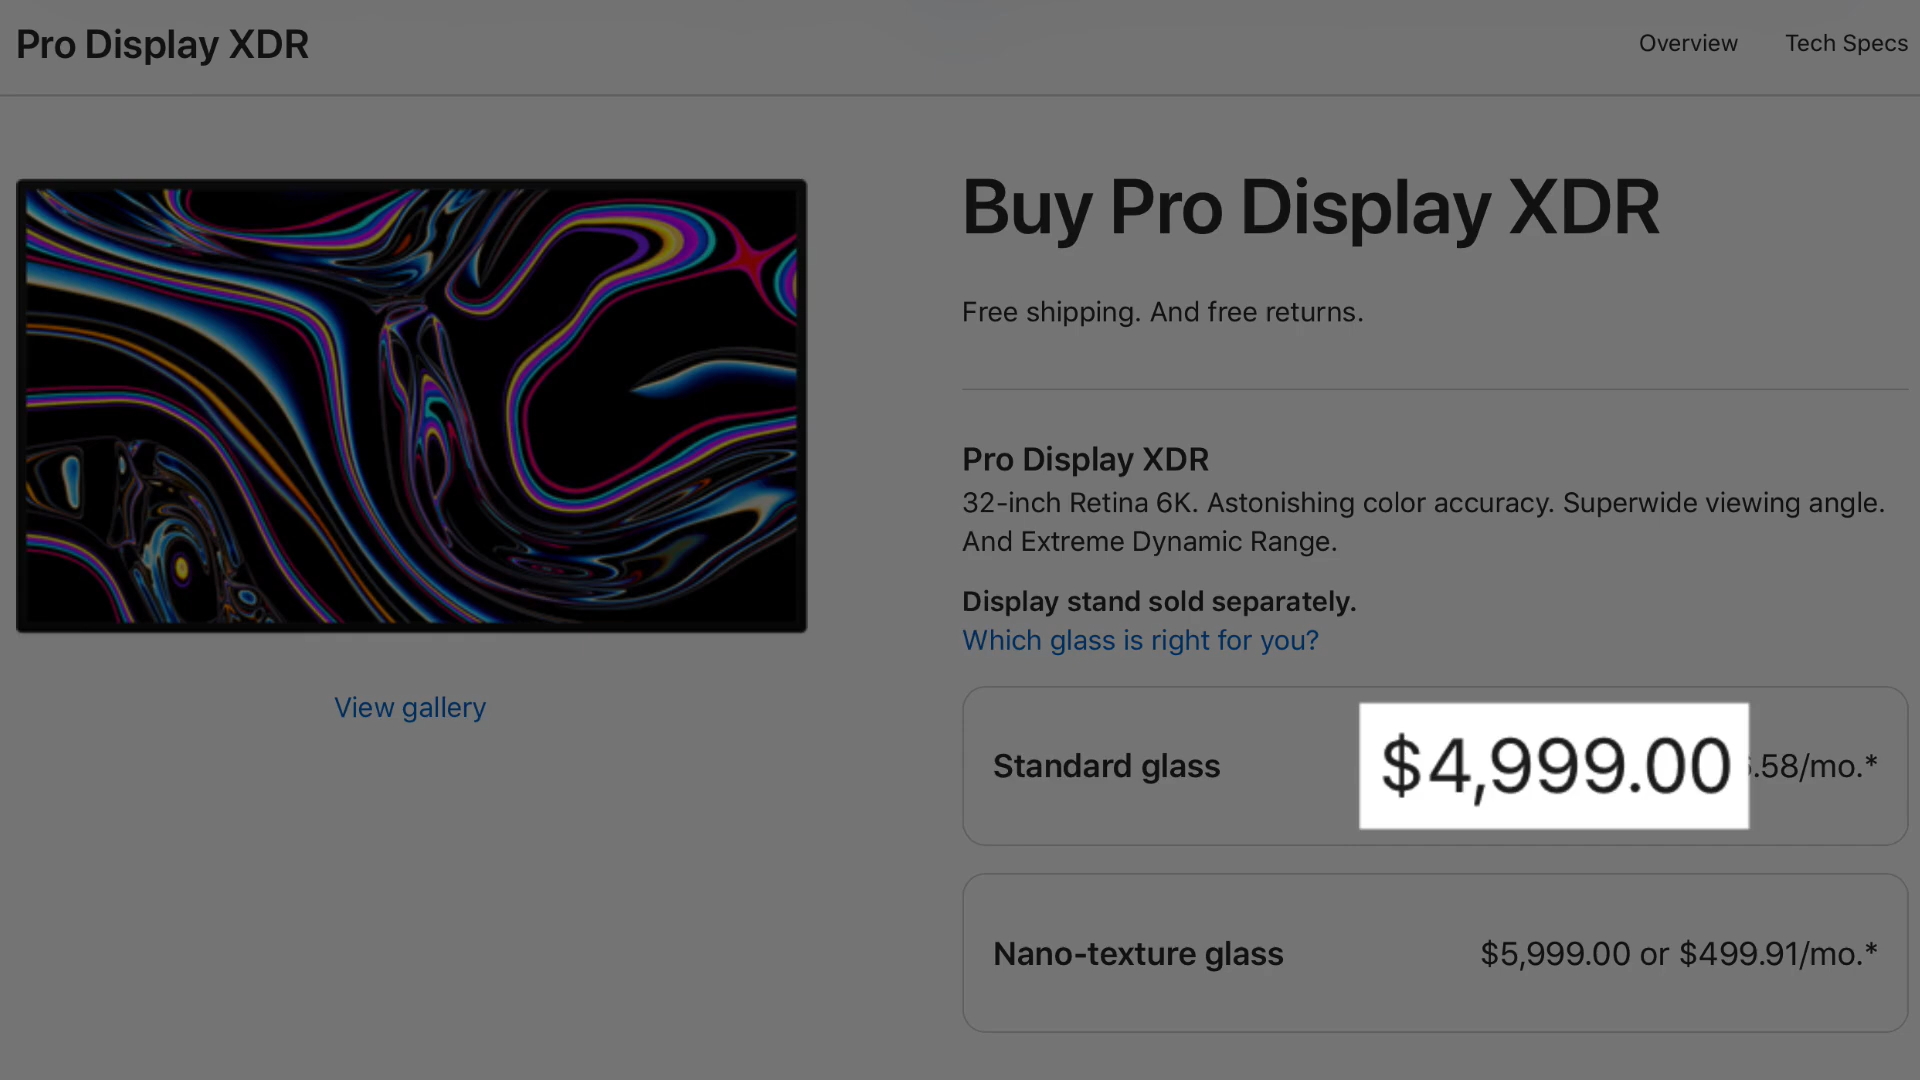 Pro Display XDR
Overview
Tech Specs
Buy Pro Display XDR
Free shipping. And free returns.
Pro Display XDR
32-inch Retina 6K. Astonishing color accuracy. Superwide viewing angle.
And Extreme Dynamic Range.
Display stand sold separately.
Which glass is right for you?
View gallery
Standard glass
$4,999.00 .58/mo.*
Nano-texture glass
$5,999.00 or $499.91/mo.*